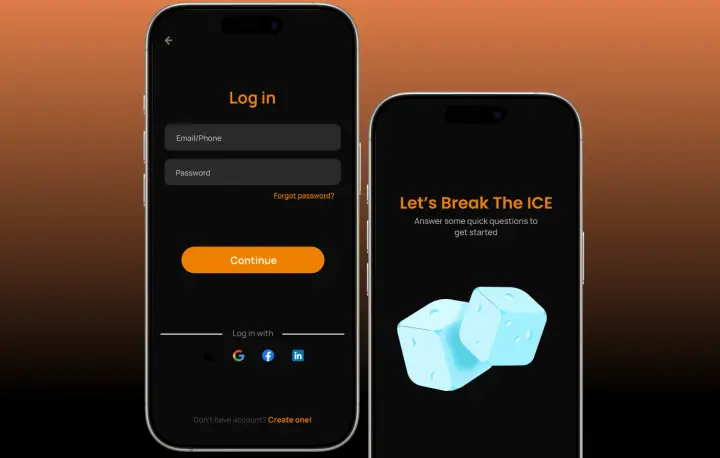 Log in
Email/Phone
Password
Forgot password?
Continue
Log in with
Don't have account? Create one!
Let's Break The ICE
Answer some quick questions to
get started